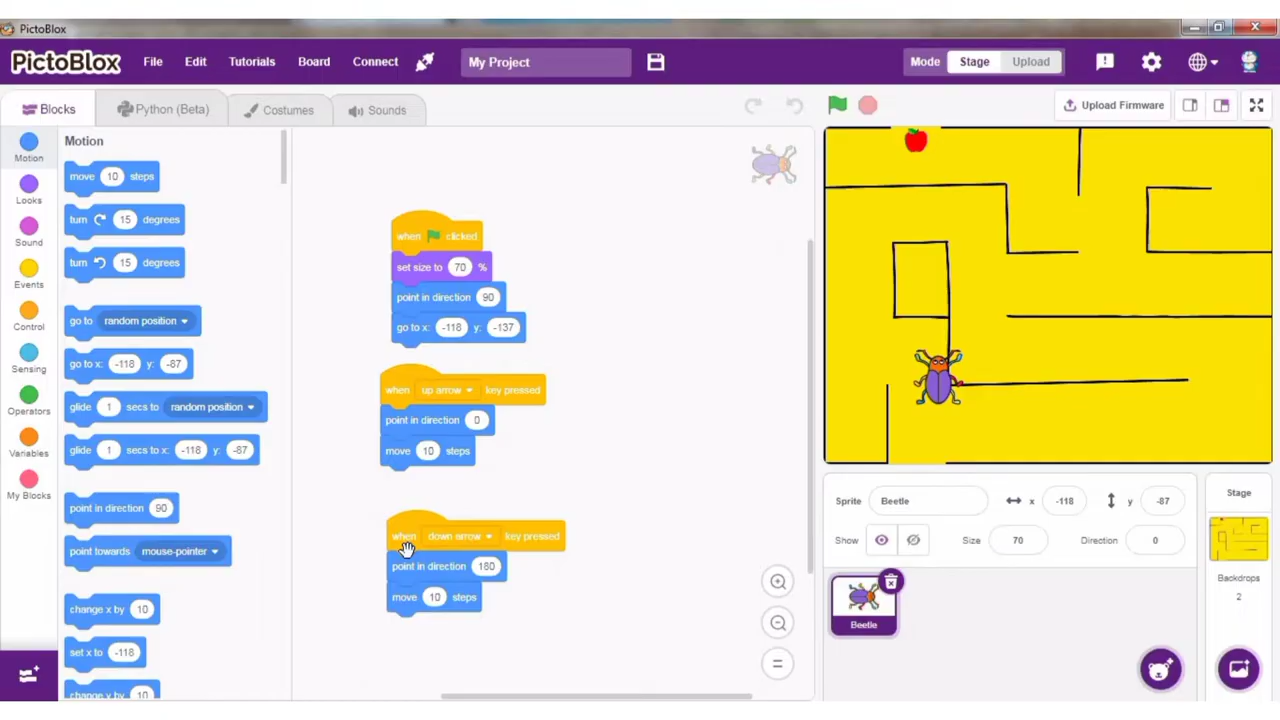 PictoBlox
PictoBlox File Edit Tutorials Board Connect My Project Mode Stage Upload
Blocks Python (Beta) Costumes Sounds Upload Firmware
Motion
Looks
Sound
Events
Control
Sensing
Operators
Variables
My Blocks
Motion
move 10 steps
turn 15 degrees
turn 15 degrees
go to random position
go to x: -118 y: -87
glide 1 secs to random position
glide 1 secs to x: -190 y: -87
point in direction 90
point towards mouse-pointer
change x by 10
set x to -118
change y by 10
when clicked
set size to 70 %
point in direction 90
go to x: -118 y: -137
when up arrow key pressed
point in direction 0
move 10 steps
when down arrow key pressed
point in direction 180
move 10 steps
Sprite Beetle x -118 y -87
Show Size 70 Direction 0
Beetle
Stage
Backdrops
2